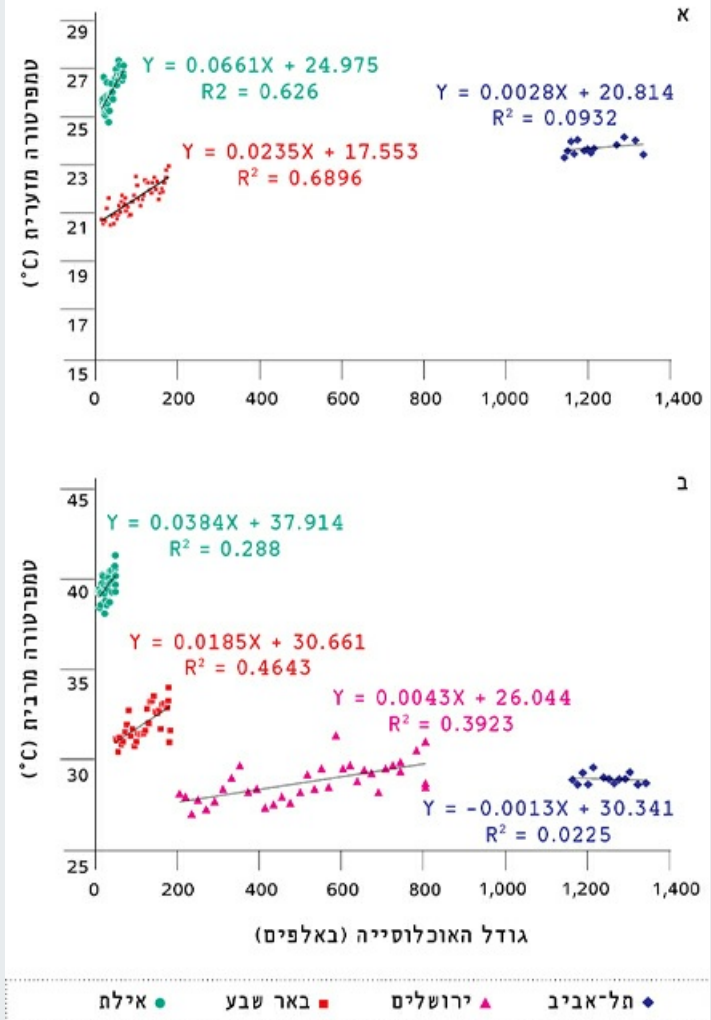 א
טמפרטורה מזערית (C°)
29
27
25
23
21
19
17
15
Y = 0.0661X + 24.975
R2 = 0.626
Y = 0.0028X + 20.814
R² = 0.0932
Y = 0.0235X + 17.553
R² = 0.6896
0 200 400 600 800 1,000 1,200 1,400
ב
טמפרטורה מרבית (C°)
45
40
35
30
25
Y = 0.0384X + 37.914
R² = 0.288
Y = 0.0185X + 30.661
R² = 0.4643
Y = 0.0043X + 26.044
R² = 0.3923
Y = -0.0013X + 30.341
R² = 0.0225
0 200 400 600 800 1,000 1,200 1,400
גודל האוכלוסייה (באלפים)
תל־אביב ירושלים באר שבע אילת